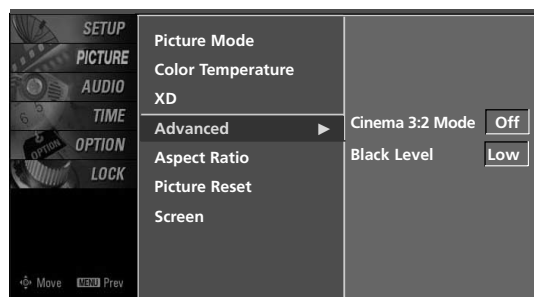 SETUP
PICTURE
AUDIO
TIME
OPTION
LOCK
Move MENU Prev
Picture Mode
Color Temperature
XD
Advanced ▶
Aspect Ratio
Picture Reset
Screen
Cinema 3:2 Mode Off
Black Level Low